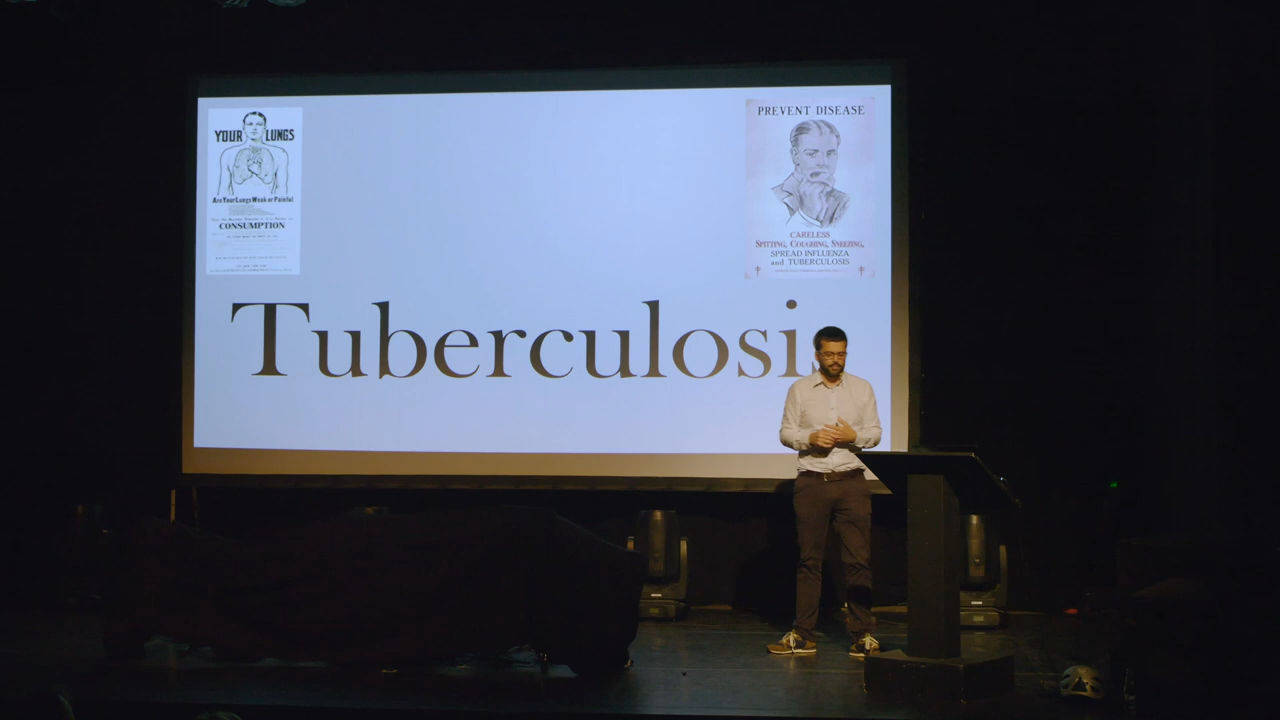 YOUR LUNGS
Are Your Lungs Weak or Painful
CONSUMPTION
PREVENT DISEASE
CARELESS
SPITTING, COUGHING, SNEEZING,
SPREAD INFLUENZA
and TUBERCULOSIS
Tuberculosis